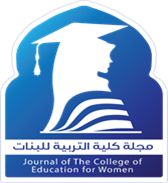 مجلة كلية التربية للبنات
Journal of The College of
Education for Women